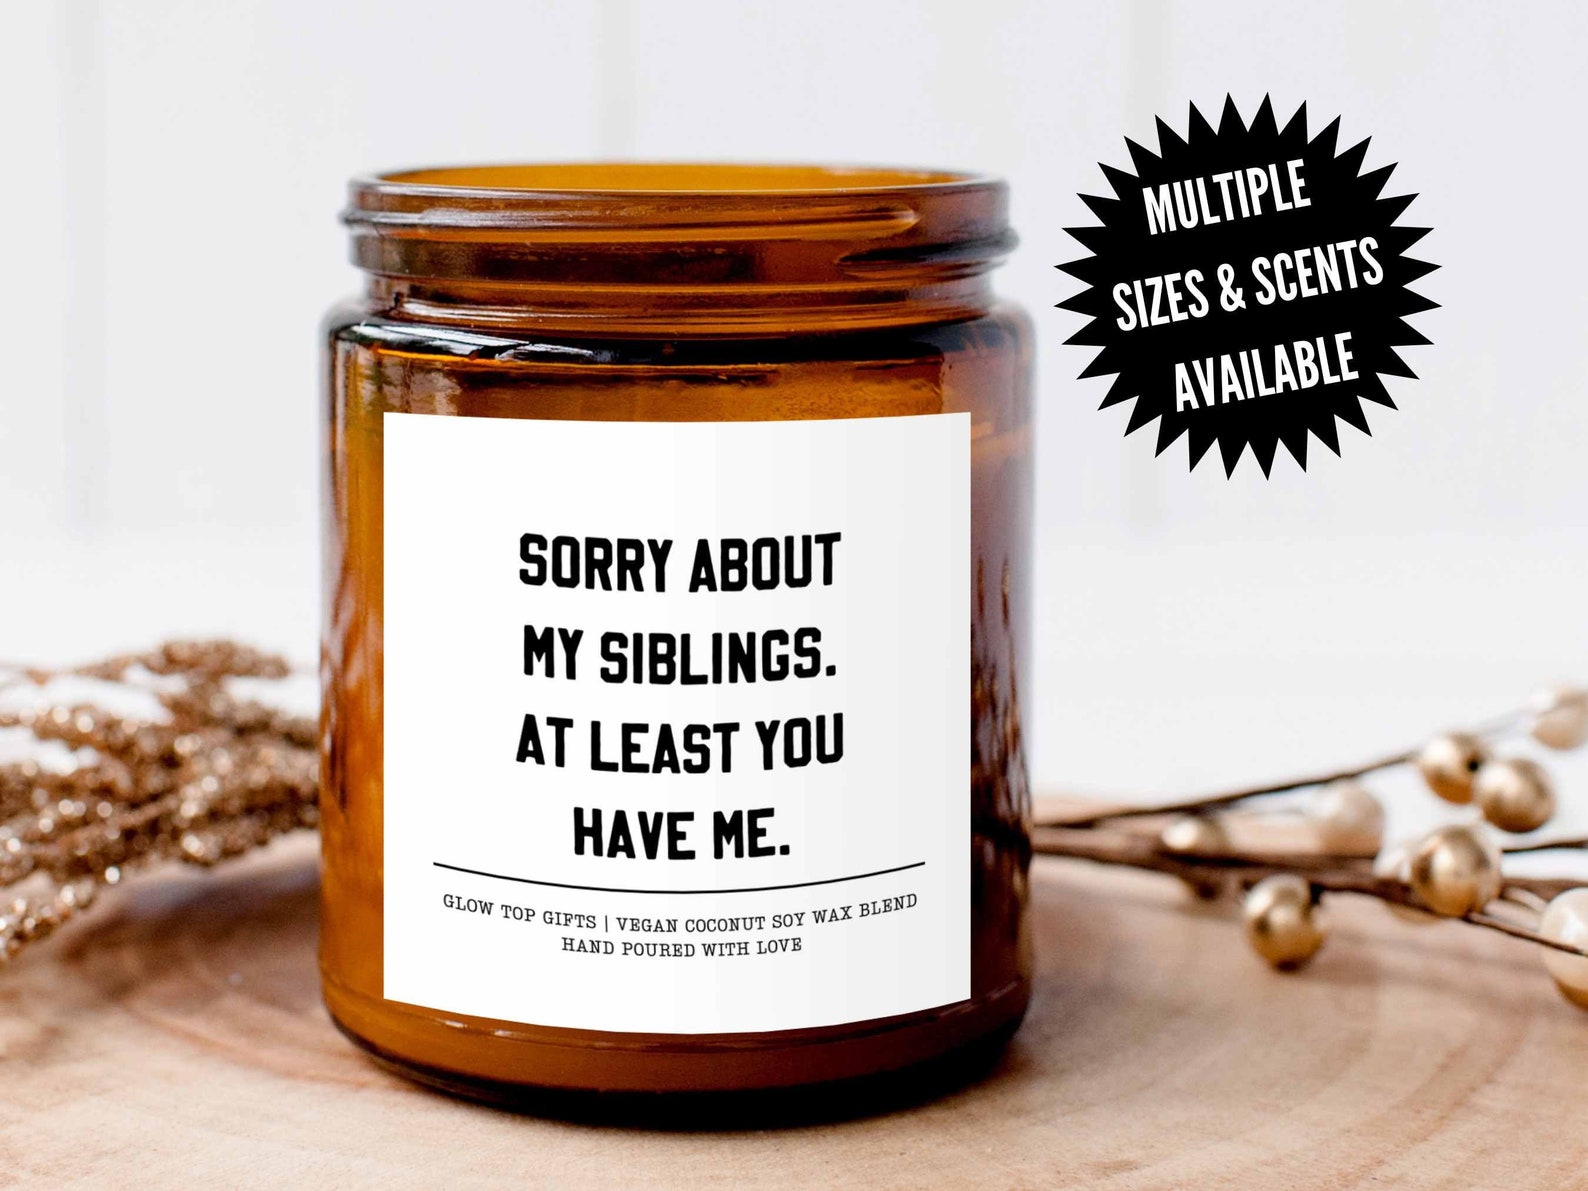 SORRY ABOUT
MY SIBLINGS.
AT LEAST YOU
HAVE ME.
GLOW TOP GIFTS | VEGAN COCONUT SOY WAX BLEND
HAND POURED WITH LOVE
MULTIPLE
SIZES & SCENTS
AVAILABLE